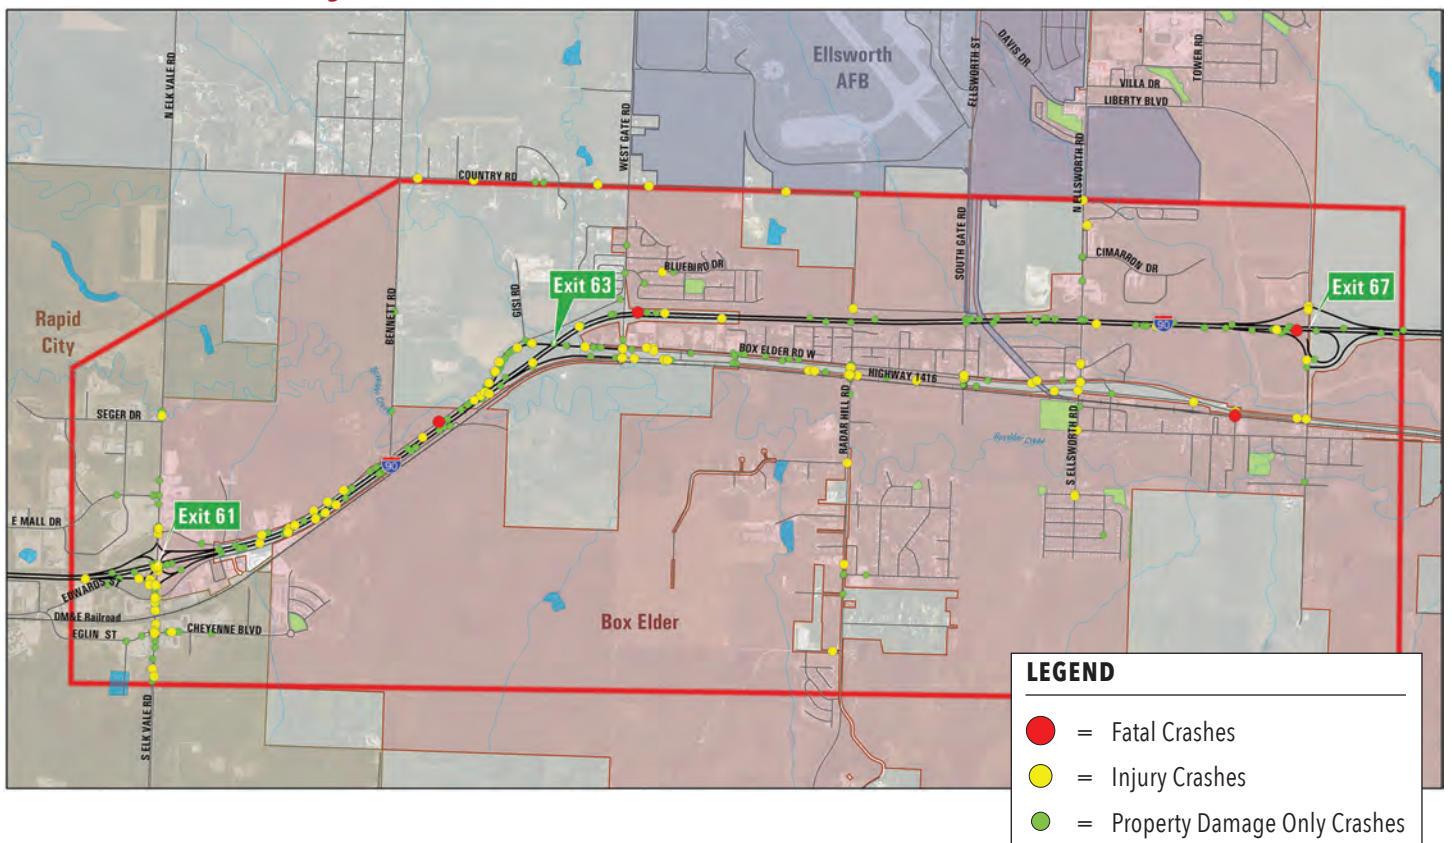 N ELK VALE RD
Ellsworth
AFB
ELLSWORTH ST
DAVIS DR
TOWER RD
VILLA DR
LIBERTY BLVD
WEST GATE RD
COUNTRY RD
N ELLSWORTH RD
SOUTH GATE RD
CIMARRON DR
BLUEBIRD DR
Exit 63
Exit 67
GISI RD
BENNETT RD
Rapid
City
90
BOX ELDER RD W
HIGHWAY 1416
RADAR HILL RD
SEGER DR
S ELLSWORTH RD
Boxelder Creek
90
E MALL DR
Exit 61
EDWARDS ST
DM&E Railroad
EGLIN ST
CHEYENNE BLVD
Box Elder
S ELK VALE RD
LEGEND
= Fatal Crashes
= Injury Crashes
= Property Damage Only Crashes